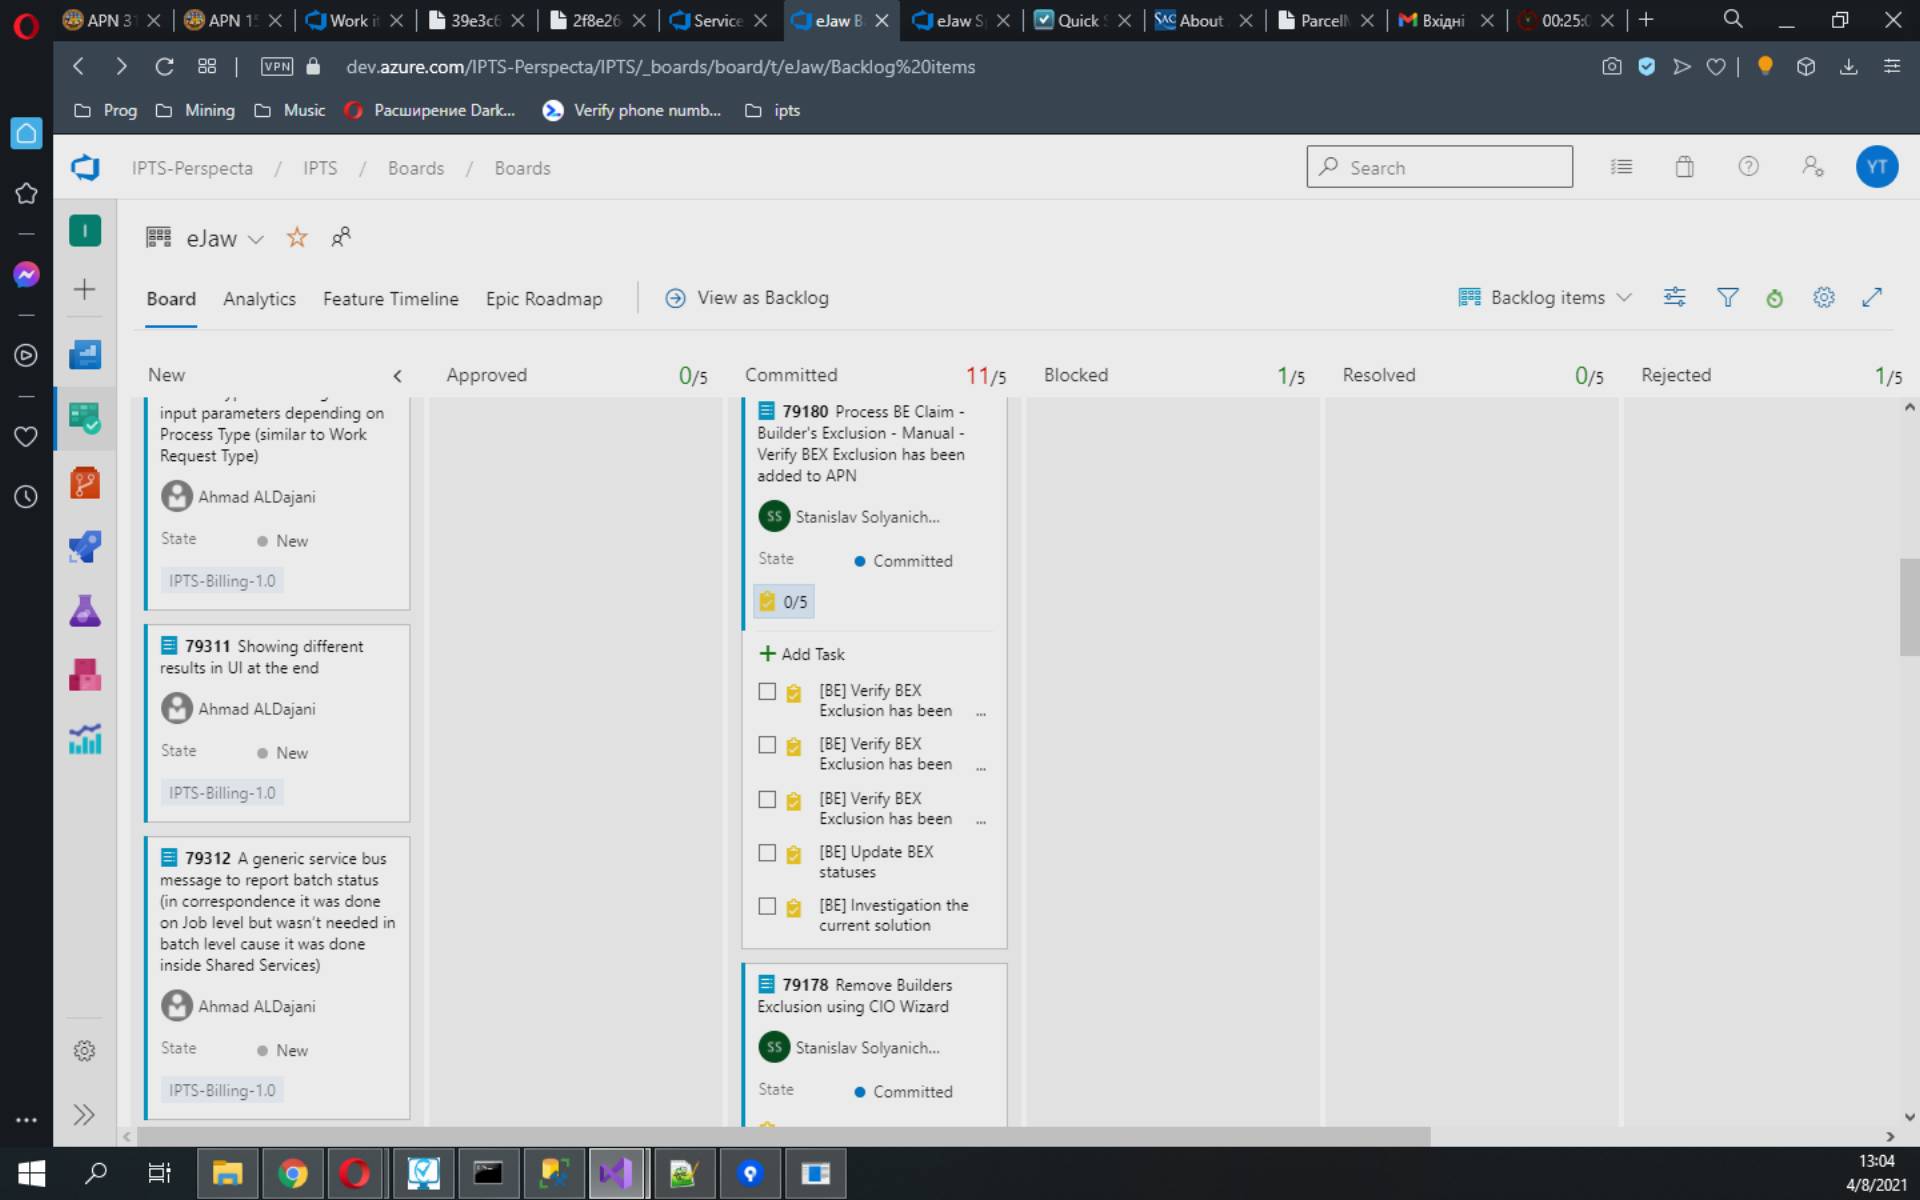 APN 31
APN 15
Work it
39e3c6
2f8e26
Service
eJaw B
eJaw S
Quick S
SAC About
ParcelM
Вхідні
00:25:0
VPN
dev.azure.com/IPTS-Perspecta/IPTS/_boards/board/t/eJaw/Backlog%20items
Prog
Mining
Music
Расширение Dark...
Verify phone numb...
ipts
IPTS-Perspecta / IPTS / Boards / Boards
Search
YT
I
eJaw
Board
Analytics
Feature Timeline
Epic Roadmap
View as Backlog
Backlog items
New
Approved 0/5
Committed 11/5
Blocked 1/5
Resolved 0/5
Rejected 1/5
input parameters depending on
Process Type (similar to Work
Request Type)
Ahmad ALDajani
State New
IPTS-Billing-1.0
79311 Showing different
results in UI at the end
Ahmad ALDajani
State New
IPTS-Billing-1.0
79312 A generic service bus
message to report batch status
(in correspondence it was done
on Job level but wasn't needed in
batch level cause it was done
inside Shared Services)
Ahmad ALDajani
State New
IPTS-Billing-1.0
79180 Process BE Claim -
Builder's Exclusion - Manual -
Verify BEX Exclusion has been
added to APN
SS Stanislav Solyanich...
State Committed
0/5
Add Task
[BE] Verify BEX
Exclusion has been ...
[BE] Verify BEX
Exclusion has been ...
[BE] Verify BEX
Exclusion has been ...
[BE] Update BEX
statuses
[BE] Investigation the
current solution
79178 Remove Builders
Exclusion using CIO Wizard
SS Stanislav Solyanich...
State Committed
13:04
4/8/2021